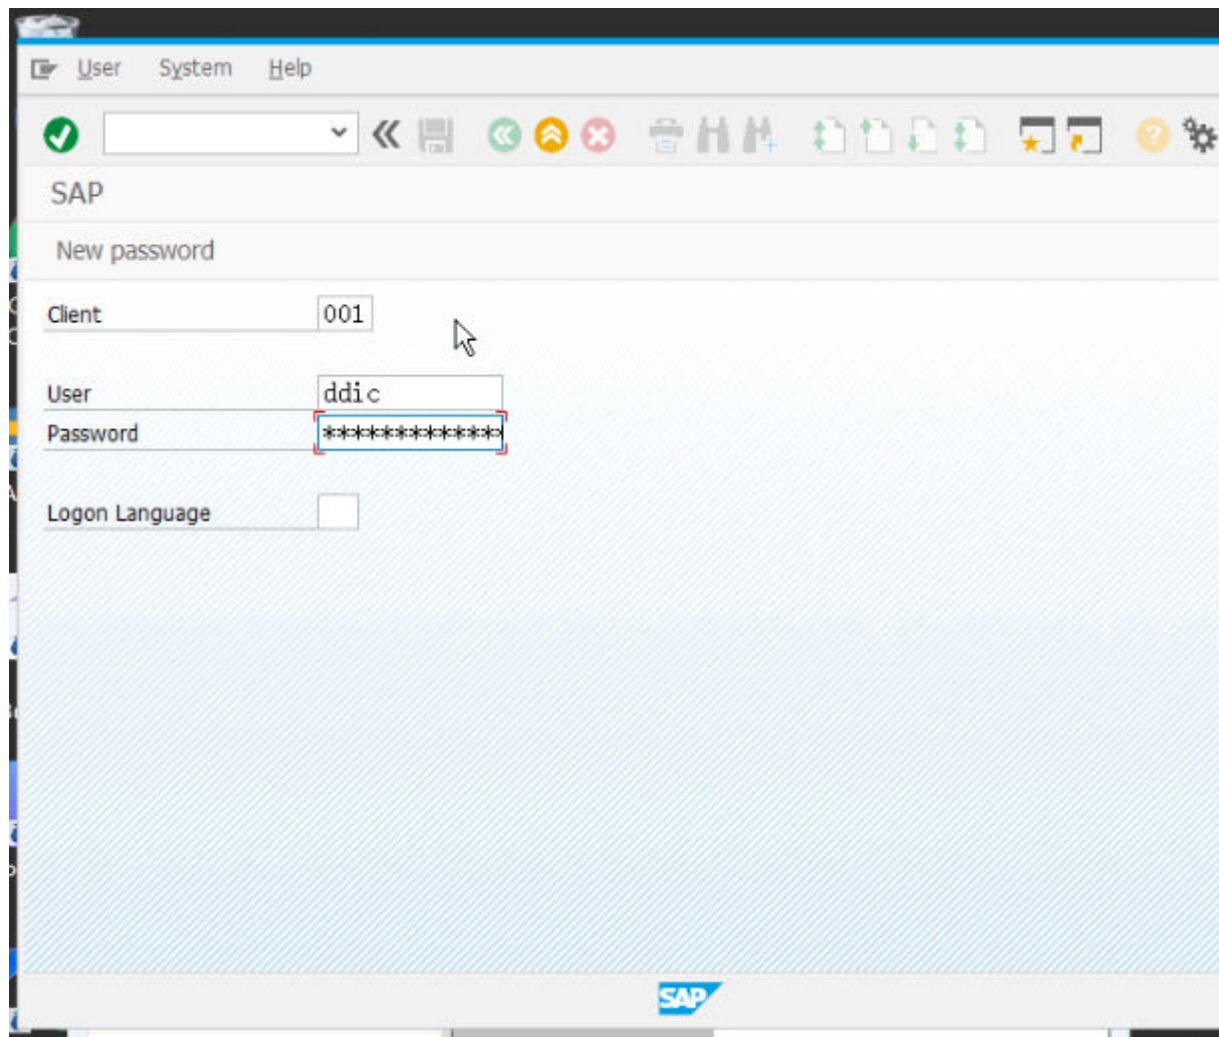 User System Help
SAP
New password
Client 001
User ddic
Password *************
Logon Language
SAP